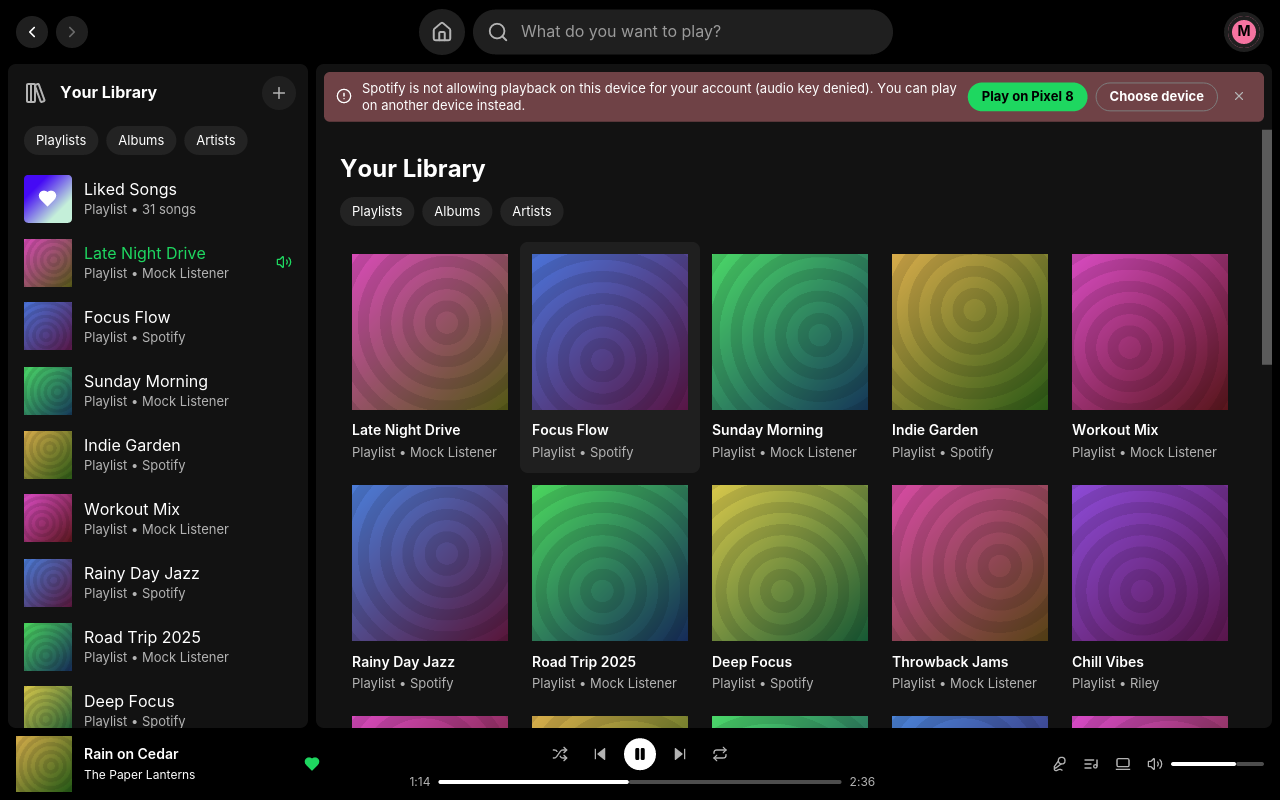 What do you want to play?
M
Your Library
Playlists
Albums
Artists
Liked Songs
Playlist • 31 songs
Late Night Drive
Playlist • Mock Listener
Focus Flow
Playlist • Spotify
Sunday Morning
Playlist • Mock Listener
Indie Garden
Playlist • Spotify
Workout Mix
Playlist • Mock Listener
Rainy Day Jazz
Playlist • Spotify
Road Trip 2025
Playlist • Mock Listener
Deep Focus
Playlist • Spotify
Spotify is not allowing playback on this device for your account (audio key denied). You can play
on another device instead.
Play on Pixel 8
Choose device
Your Library
Playlists
Albums
Artists
Late Night Drive
Playlist • Mock Listener
Focus Flow
Playlist • Spotify
Sunday Morning
Playlist • Mock Listener
Indie Garden
Playlist • Spotify
Workout Mix
Playlist • Mock Listener
Rainy Day Jazz
Playlist • Spotify
Road Trip 2025
Playlist • Mock Listener
Deep Focus
Playlist • Spotify
Throwback Jams
Playlist • Mock Listener
Chill Vibes
Playlist • Riley
Rain on Cedar
The Paper Lanterns
1:14
2:36